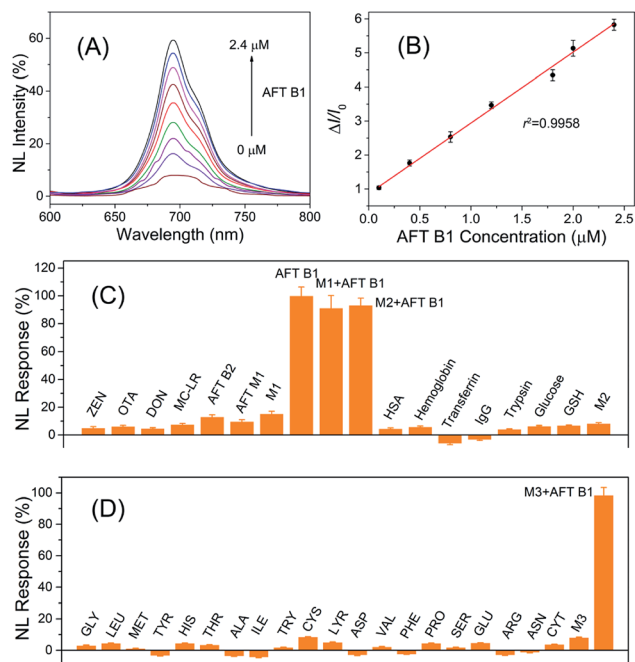 (A)
2.4 μM
AFT B1
0 μM
NL Intensity (%)
60
40
20
0
600
650
700
750
800
Wavelength (nm)
(B)
ΔI/I0
6
5
4
3
2
1
r²=0.9958
0.0
0.5
1.0
1.5
2.0
2.5
AFT B1 Concentration (μM)
(C)
NL Response (%)
120
100
80
60
40
20
0
ZEN
OTA
DON
MC-LR
AFT B2
AFT M1
M1
AFT B1
M1+AFT B1
M2+AFT B1
HSA
Hemoglobin
Transferrin
IgG
Trypsin
Glucose
GSH
M2
(D)
NL Response (%)
100
80
60
40
20
0
GLY
LEU
MET
TYR
HIS
THR
ALA
ILE
TRY
CYS
LYR
ASP
VAL
PHE
PRO
SER
GLU
ARG
ASN
CYT
M3
M3+AFT B1